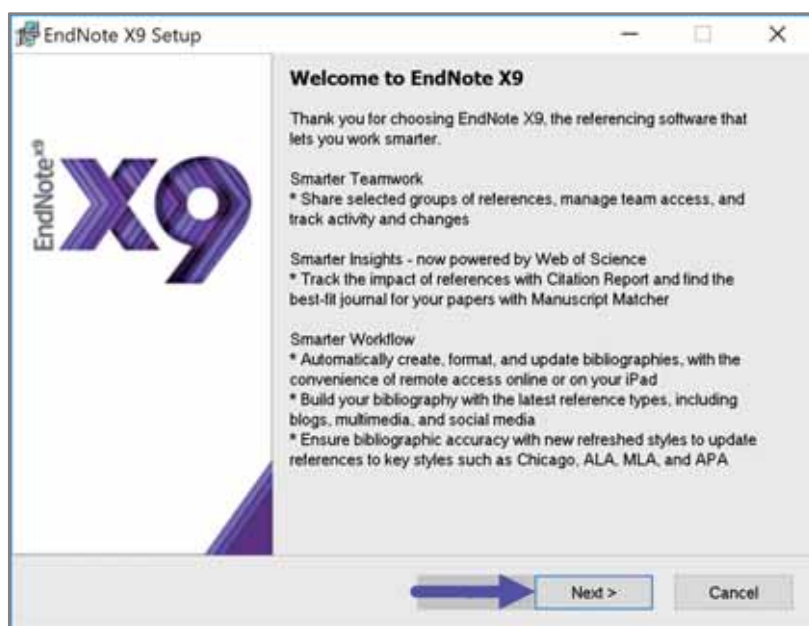 EndNote X9 Setup
EndNote X9
X9
Welcome to EndNote X9
Thank you for choosing EndNote X9, the referencing software that
lets you work smarter.
Smarter Teamwork
* Share selected groups of references, manage team access, and
track activity and changes
Smarter Insights - now powered by Web of Science
* Track the impact of references with Citation Report and find the
best-fit journal for your papers with Manuscript Matcher
Smarter Workflow
* Automatically create, format, and update bibliographies, with the
convenience of remote access online or on your iPad
* Build your bibliography with the latest reference types, including
blogs, multimedia, and social media
* Ensure bibliographic accuracy with new refreshed styles to update
references to key styles such as Chicago, ALA, MLA, and APA
Next >
Cancel